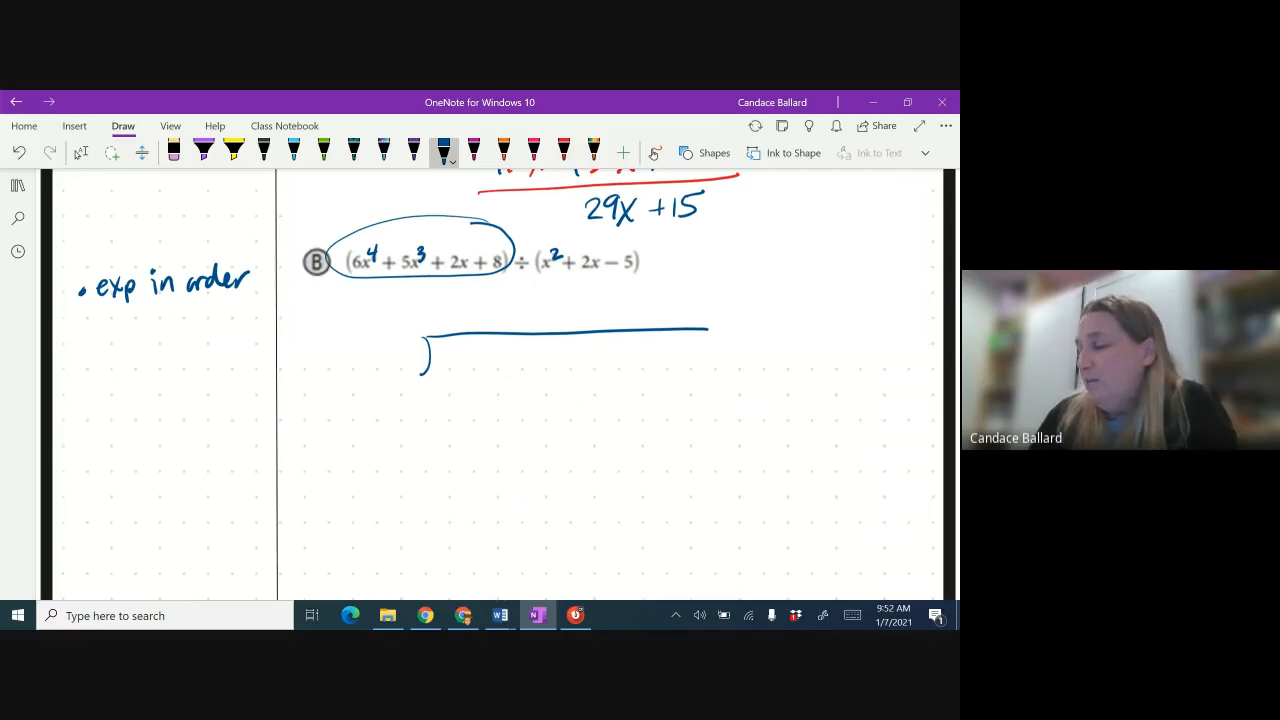 OneNote for Windows 10
Candace Ballard
Home Insert Draw View Help Class Notebook
Share
Shapes Ink to Shape Ink to Text
29x + 15
B (6x⁴ + 5x³ + 2x + 8) ÷ (x² + 2x − 5)
• exp in order
Candace Ballard
Type here to search
9:52 AM
1/7/2021
1